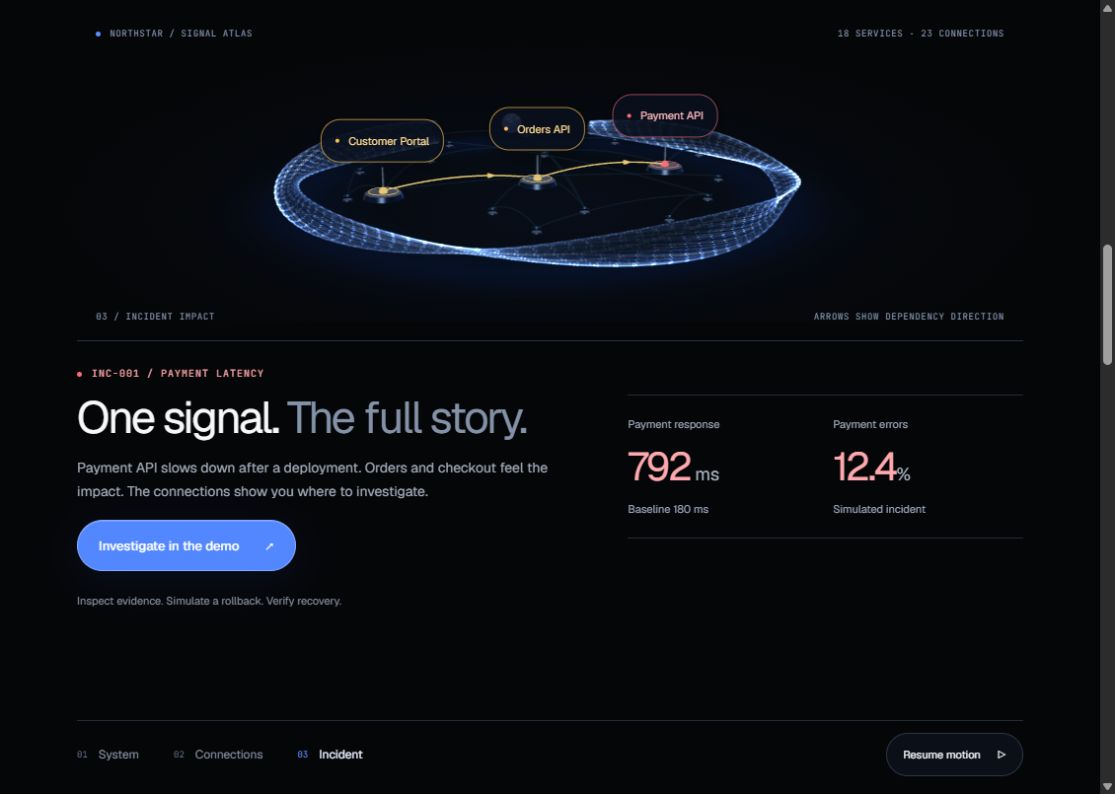 NORTHSTAR / SIGNAL ATLAS
18 SERVICES · 23 CONNECTIONS
Customer Portal
Orders API
Payment API
03 / INCIDENT IMPACT
ARROWS SHOW DEPENDENCY DIRECTION
INC-001 / PAYMENT LATENCY
One signal. The full story.
Payment API slows down after a deployment. Orders and checkout feel the
impact. The connections show you where to investigate.
Investigate in the demo ↗
Inspect evidence. Simulate a rollback. Verify recovery.
Payment response
792 ms
Baseline 180 ms
Payment errors
12.4%
Simulated incident
01 System
02 Connections
03 Incident
Resume motion